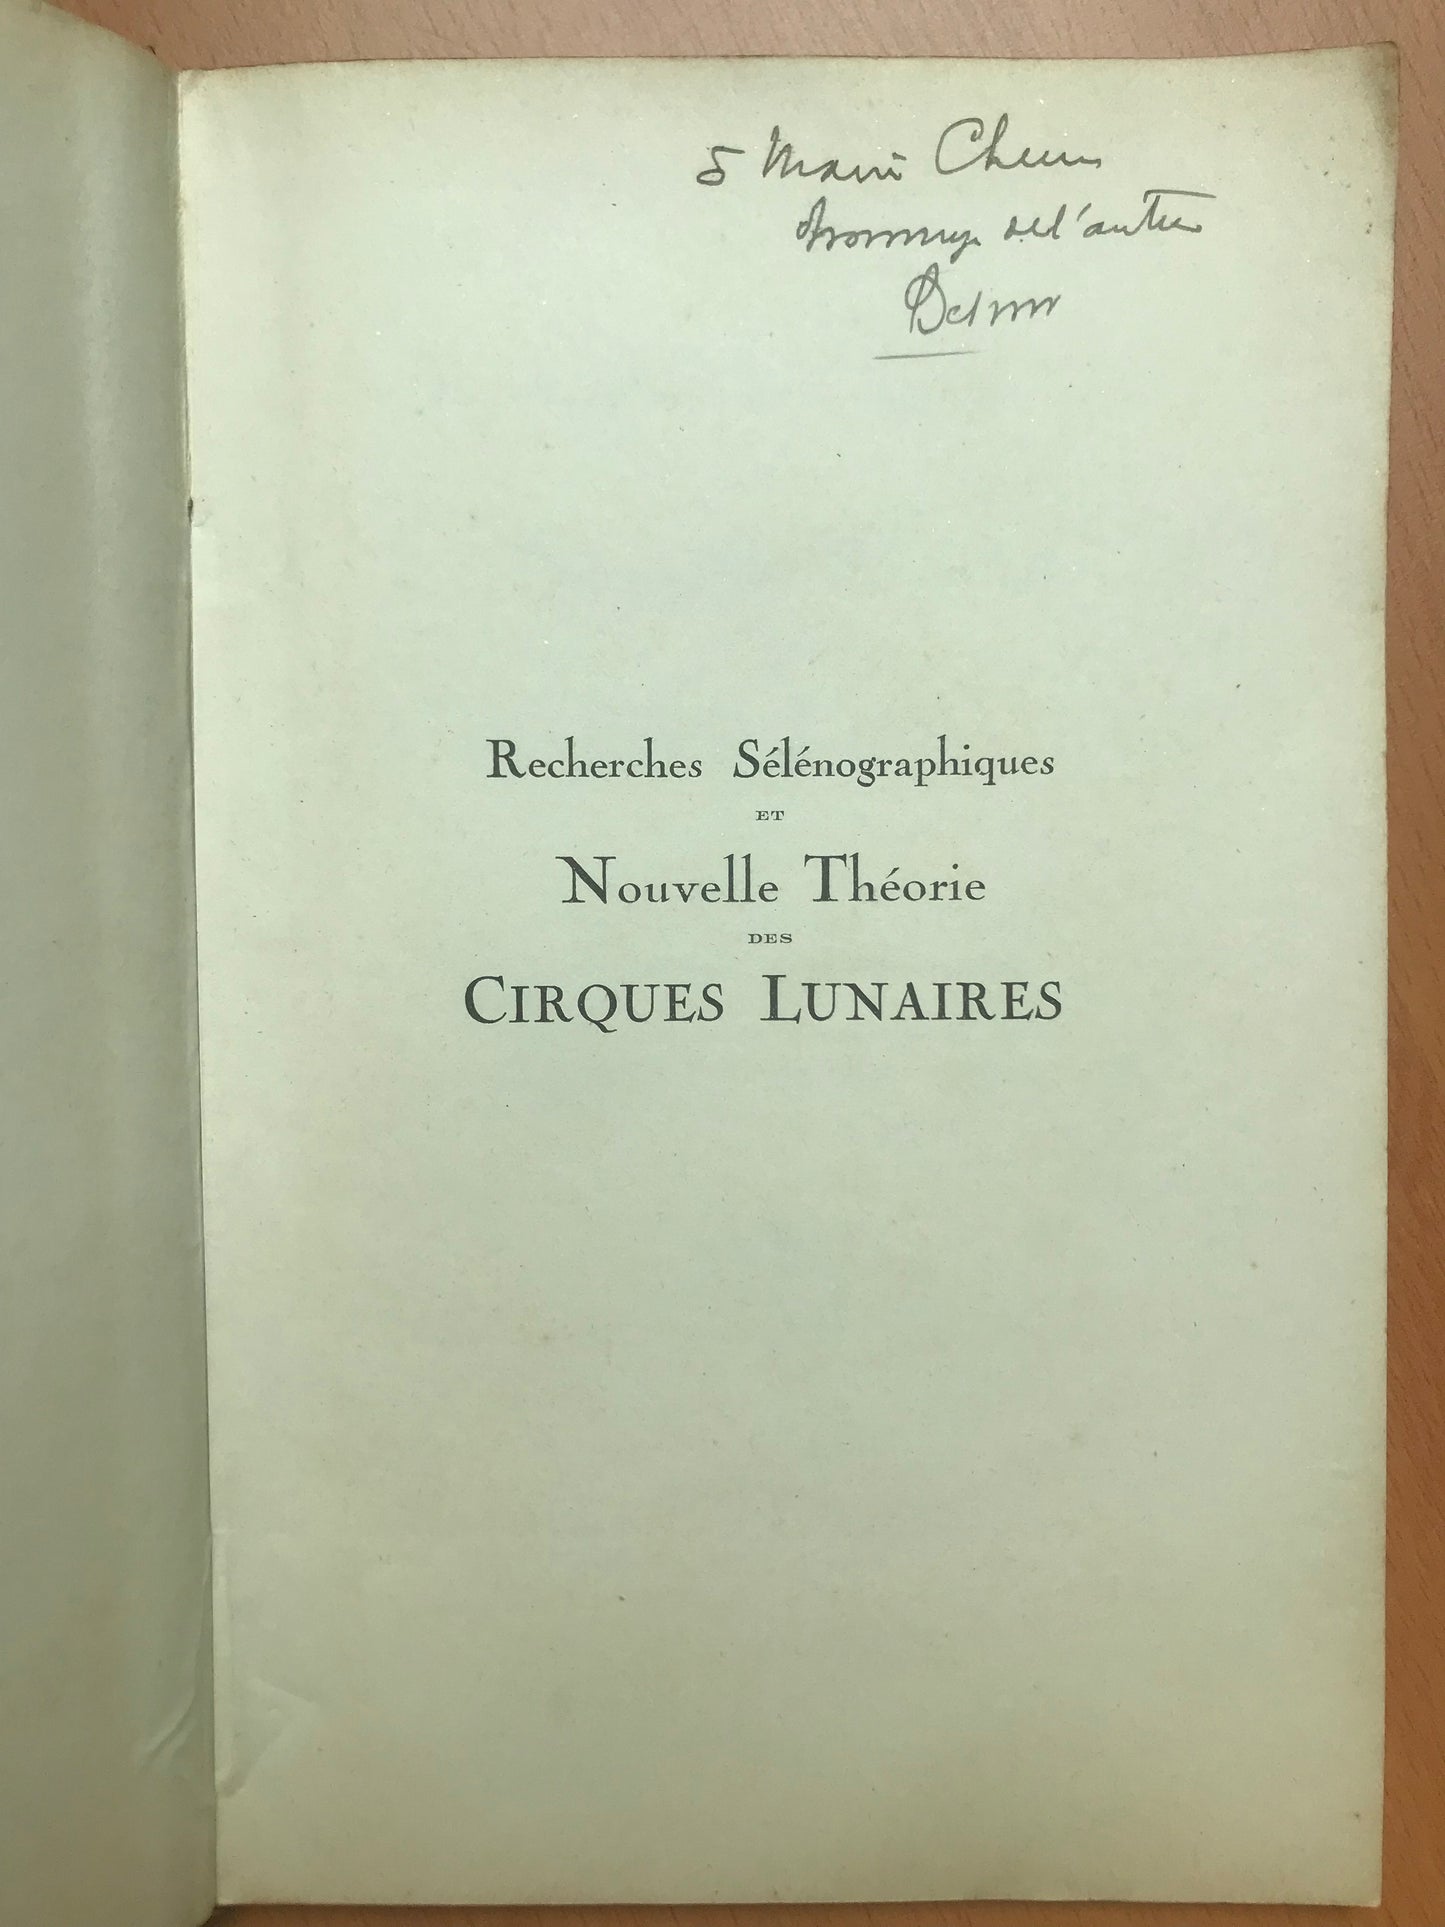 à
hommage de l'auteur
Recherches Sélénographiques
ET
Nouvelle Théorie
DES
CIRQUES LUNAIRES